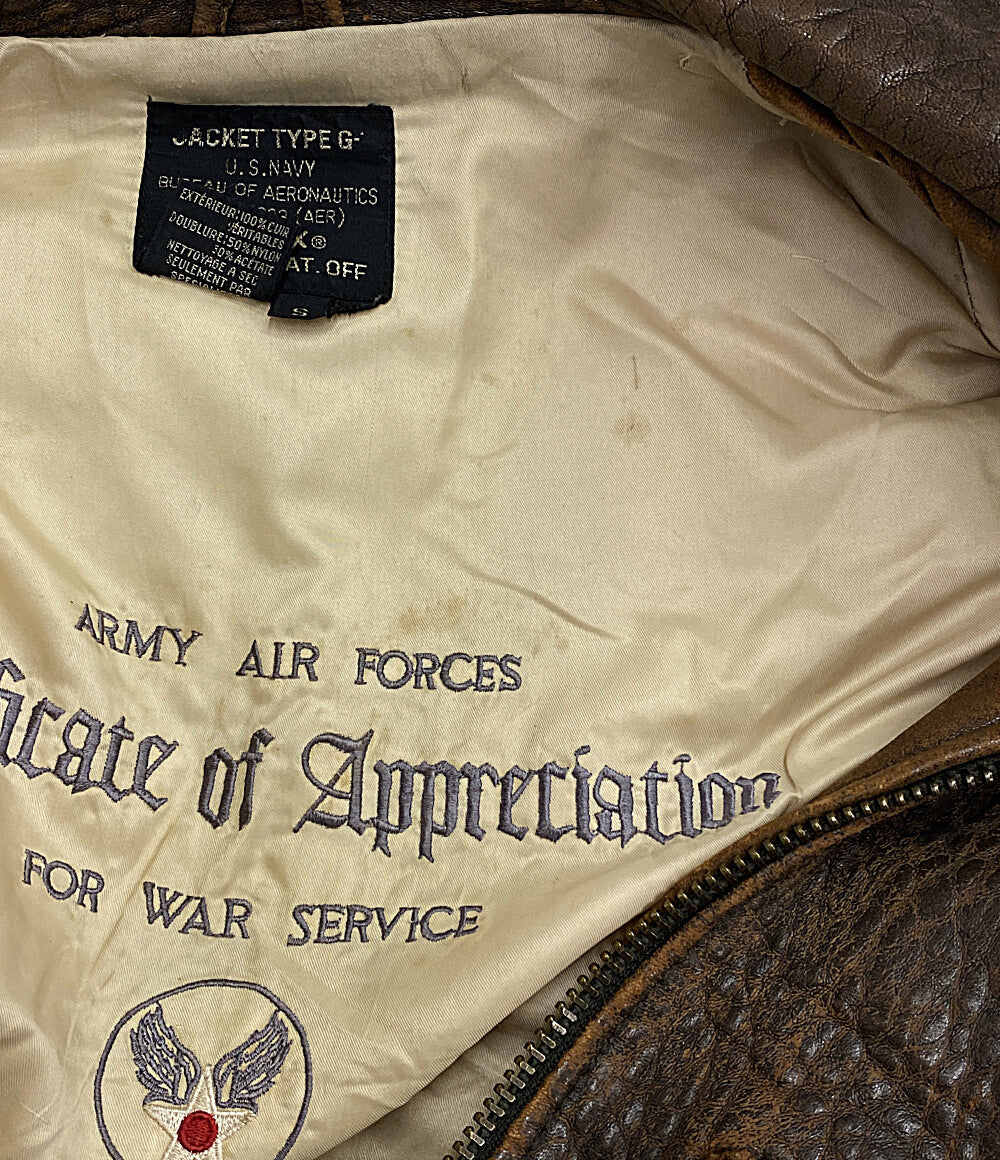 JACKET TYPE G-
U.S.NAVY
BUREAU OF AERONAUTICS
(AER)
X®
PAT. OFF
EXTÉRIEUR:100% CUIR
VÉRITABLES
DOUBLURE:50% NYLON
50% ACÉTATE
NETTOYAGE A SEC
SEULEMENT PAR
S
ARMY AIR FORCES
ficate of Appreciation
FOR WAR SERVICE